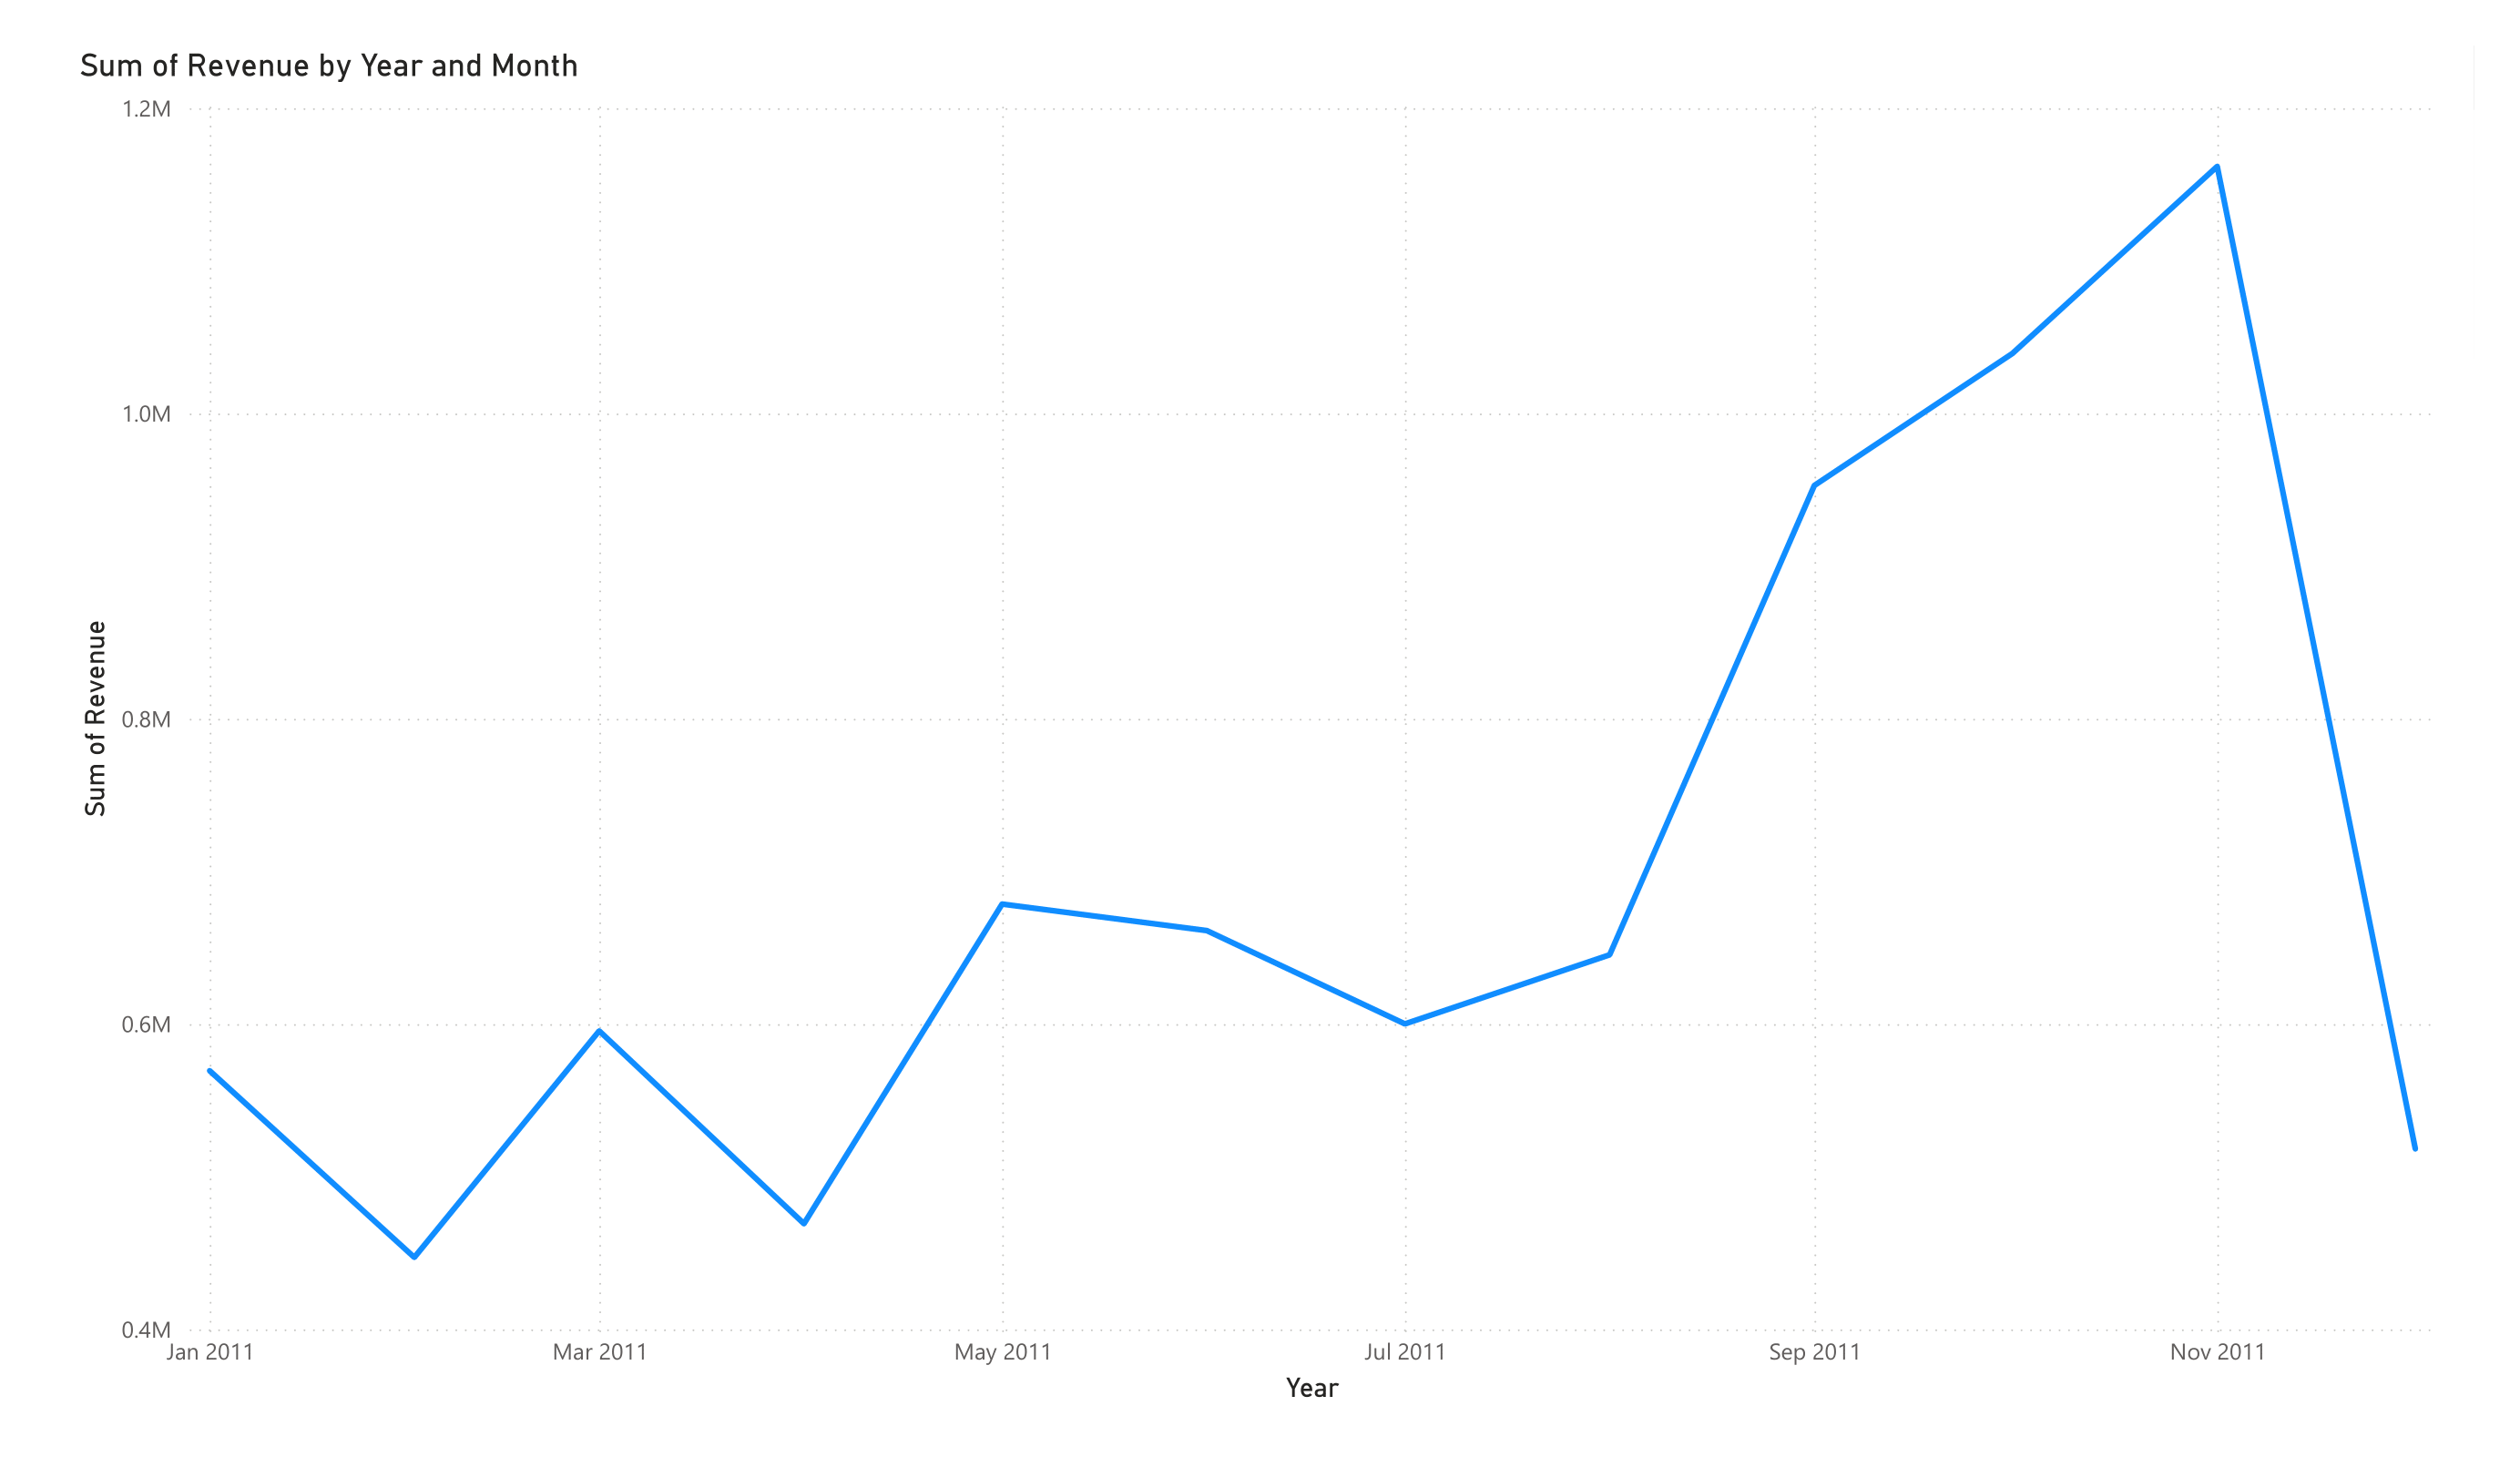 Sum of Revenue by Year and Month
1.2M
1.0M
0.8M
0.6M
0.4M
Sum of Revenue
Jan 2011 Mar 2011 May 2011 Jul 2011 Sep 2011 Nov 2011
Year